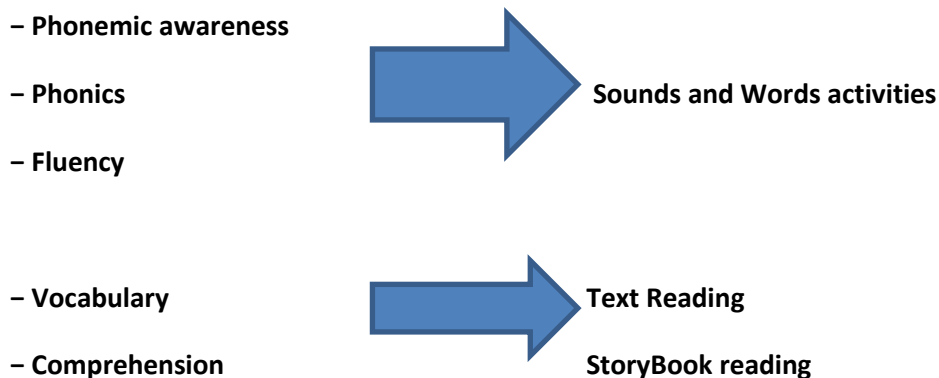 − Phonemic awareness
− Phonics
Sounds and Words activities
− Fluency
− Vocabulary
Text Reading
− Comprehension
StoryBook reading